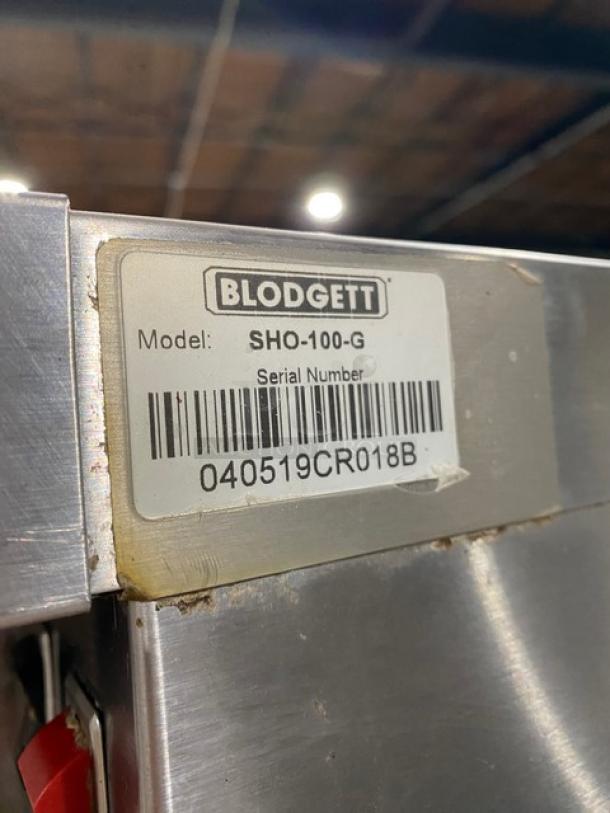 BLODGETT
Model: SHO-100-G
Serial Number
040519CR018B